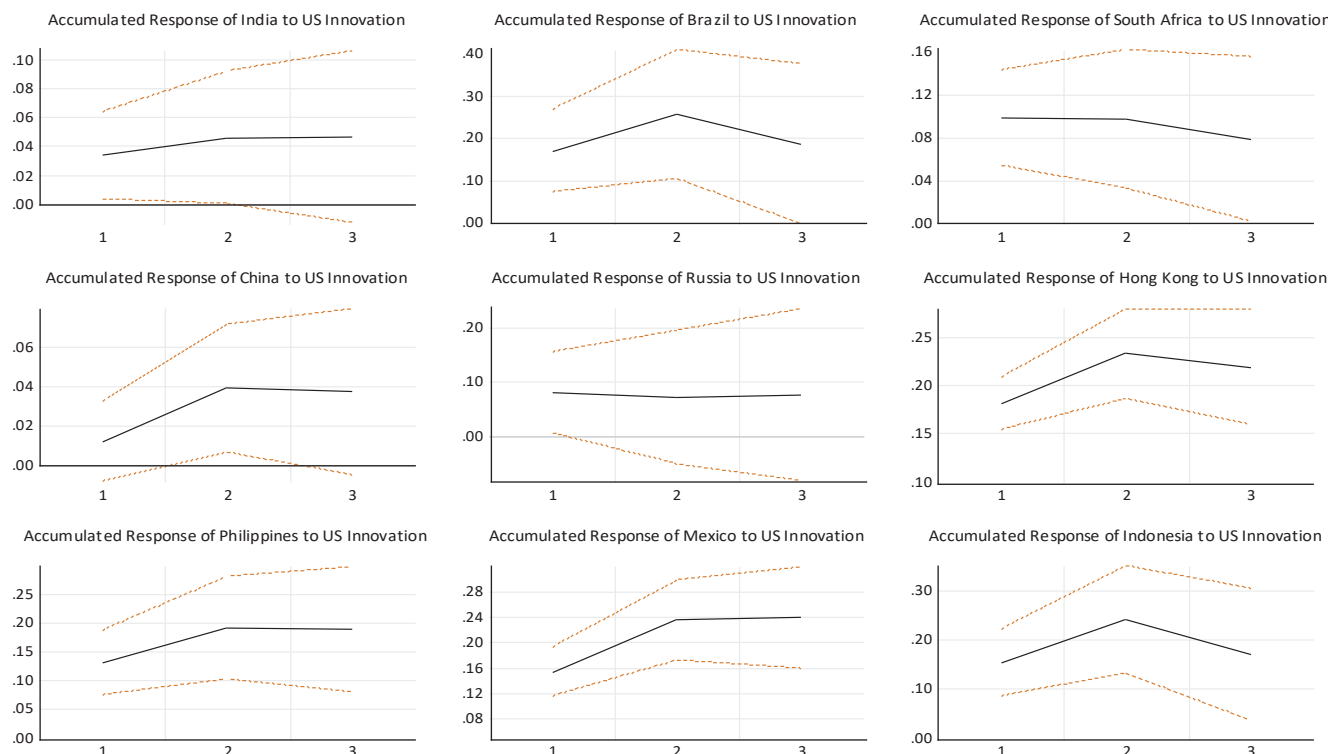 Accumulated Response of India to US Innovation
.10
.08
.06
.04
.02
.00
1 2 3
Accumulated Response of Brazil to US Innovation
.40
.30
.20
.10
.00
1 2 3
Accumulated Response of South Africa to US Innovation
.16
.12
.08
.04
.00
1 2 3
Accumulated Response of China to US Innovation
.06
.04
.02
.00
1 2 3
Accumulated Response of Russia to US Innovation
.20
.10
.00
1 2 3
Accumulated Response of Hong Kong to US Innovation
.25
.20
.15
.10
1 2 3
Accumulated Response of Philippines to US Innovation
.25
.20
.15
.10
.05
.00
1 2 3
Accumulated Response of Mexico to US Innovation
.28
.24
.20
.16
.12
.08
1 2 3
Accumulated Response of Indonesia to US Innovation
.30
.20
.10
.00
1 2 3